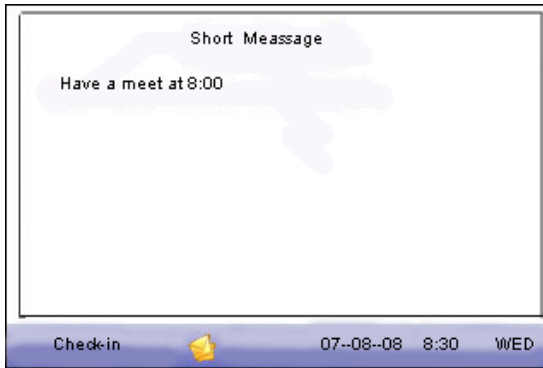 Short Meassage
Have a meet at 8:00
Check-in 07--08--08 8:30 WED